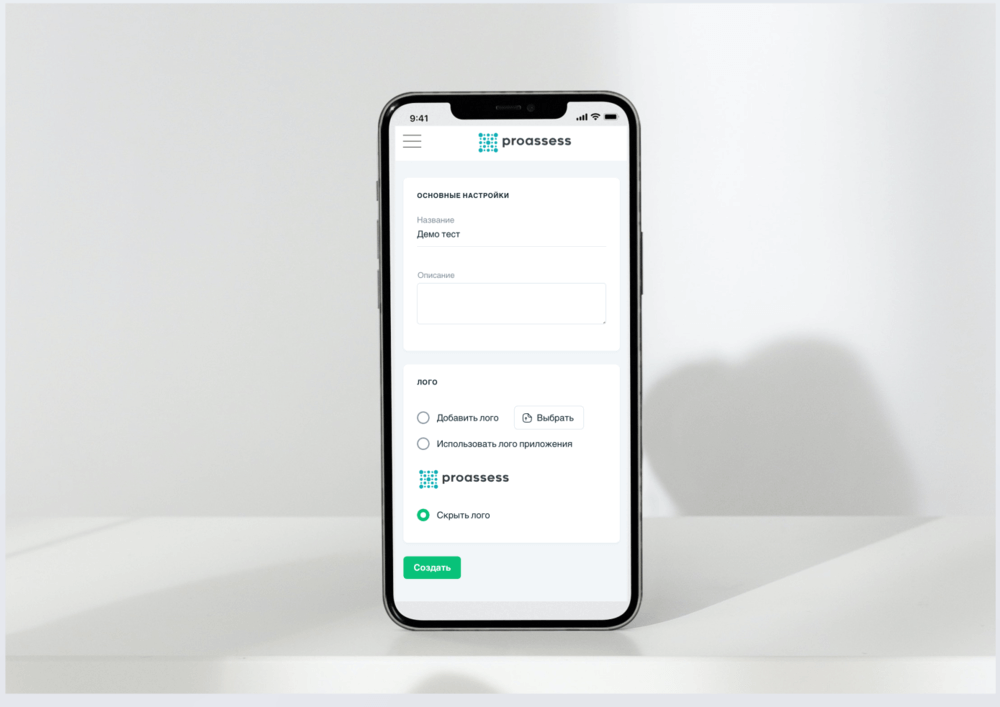 9:41
proassess
ОСНОВНЫЕ НАСТРОЙКИ
Название
Демо тест
Описание
ЛОГО
Добавить лого
Выбрать
Использовать лого приложения
proassess
Скрыть лого
Создать